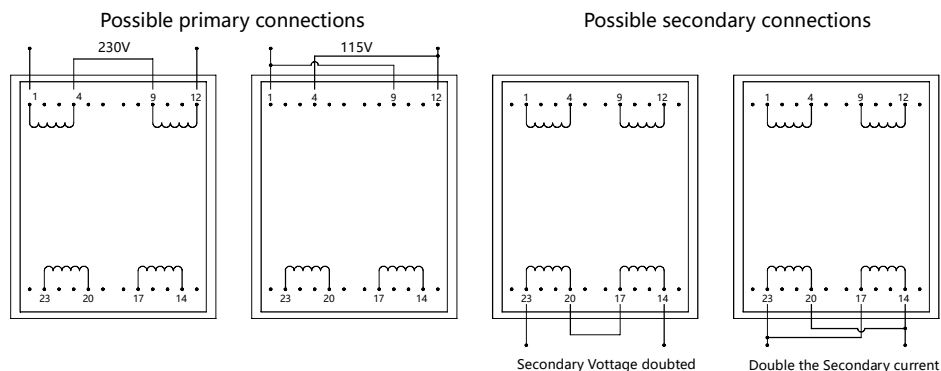 Possible primary connections
Possible secondary connections
230V
115V
1 4 9 12
1 4 9 12
1 4 9 12
1 4 9 12
23 20 17 14
23 20 17 14
23 20 17 14
23 20 17 14
Secondary Vottage doubted
Double the Secondary current